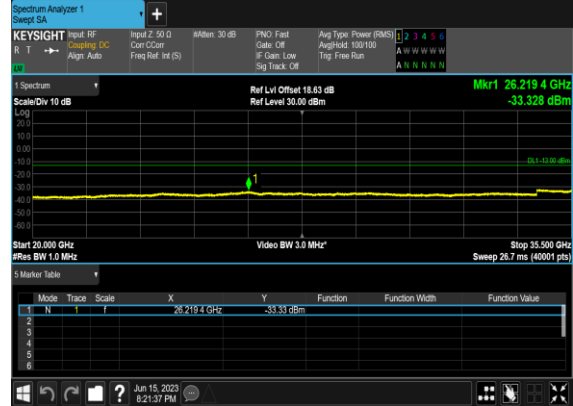 Spectrum Analyzer 1
Swept SA
+
KEYSIGHT Input: RF Input Z: 50 Ω #Atten: 30 dB PNO: Fast Avg Type: Power (RMS) 1 2 3 4 5 6
R T Coupling: DC Corr CCorr Gate: Off Avg|Hold: 100/100 A W W W W W
Align: Auto Freq Ref: Int (S) IF Gain: Low Trig: Free Run
LU Sig Track: Off A N N N N N
1 Spectrum Ref Lvl Offset 18.63 dB Mkr1 26.219 4 GHz
Scale/Div 10 dB Ref Level 30.00 dBm -33.328 dBm
Log
20.0
10.0
0.00
-10.0
DL1 -13.00 dBm
-20.0
1
-30.0
-40.0
-50.0
-60.0
Start 20.000 GHz Video BW 3.0 MHz* Stop 35.500 GHz
#Res BW 1.0 MHz Sweep 26.7 ms (40001 pts)
5 Marker Table
Mode Trace Scale X Y Function Function Width Function Value
1 N 1 f 26.219 4 GHz -33.33 dBm
2
3
4
5
6
? Jun 15, 2023
8:21:37 PM